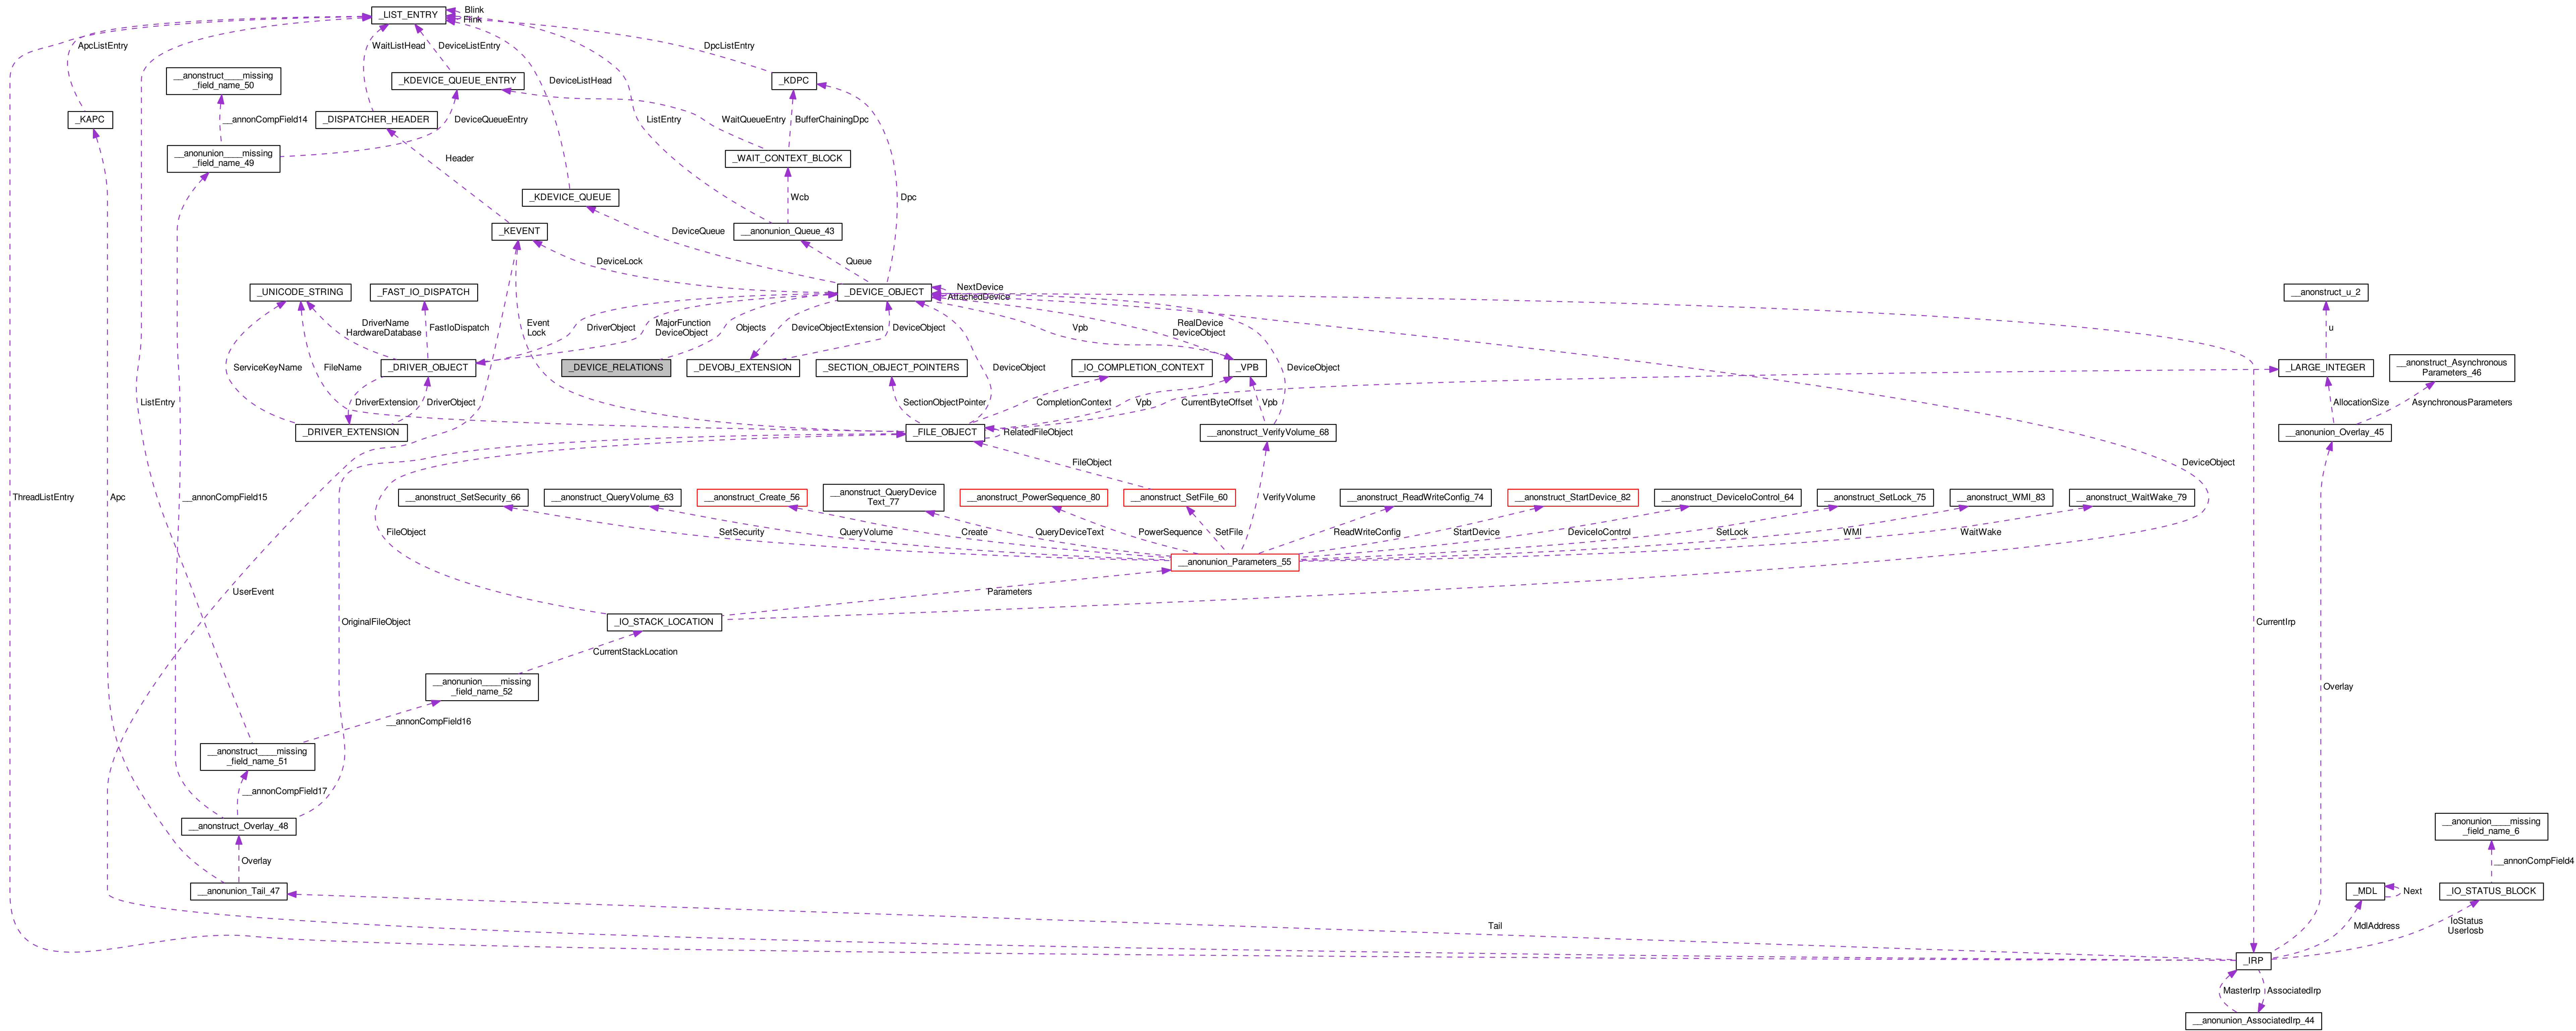 _LIST_ENTRY
Blink
Flink
ApcListEntry
WaitListHead
DeviceListEntry
DpcListEntry
__anonstruct____missing
_field_name_50
_KDEVICE_QUEUE_ENTRY
DeviceListHead
_KDPC
_KAPC
__annonCompField14
_DISPATCHER_HEADER
DeviceQueueEntry
ListEntry
WaitQueueEntry
BufferChainingDpc
__anonunion____missing
_field_name_49
Header
_WAIT_CONTEXT_BLOCK
_KDEVICE_QUEUE
Wcb
Dpc
_KEVENT
DeviceQueue
__anonunion_Queue_43
DeviceLock
Queue
_UNICODE_STRING
_FAST_IO_DISPATCH
_DEVICE_OBJECT
NextDevice
AttachedDevice
__anonstruct_u_2
DriverName
HardwareDatabase
FastIoDispatch
Event
Lock
DriverObject
MajorFunction
DeviceObject
Objects
DeviceObjectExtension
DeviceObject
Vpb
RealDevice
DeviceObject
u
ServiceKeyName
FileName
_DRIVER_OBJECT
_DEVICE_RELATIONS
_DEVOBJ_EXTENSION
_SECTION_OBJECT_POINTERS
DeviceObject
_IO_COMPLETION_CONTEXT
_VPB
DeviceObject
_LARGE_INTEGER
__anonstruct_Asynchronous
Parameters_46
DriverExtension
DriverObject
SectionObjectPointer
CompletionContext
Vpb
CurrentByteOffset
Vpb
AllocationSize
AsynchronousParameters
_DRIVER_EXTENSION
_FILE_OBJECT
RelatedFileObject
__anonstruct_VerifyVolume_68
__anonunion_Overlay_45
FileObject
DeviceObject
ThreadListEntry
Apc
__annonCompField15
__anonstruct_SetSecurity_66
__anonstruct_QueryVolume_63
__anonstruct_Create_56
__anonstruct_QueryDevice
Text_77
__anonstruct_PowerSequence_80
__anonstruct_SetFile_60
VerifyVolume
__anonstruct_ReadWriteConfig_74
__anonstruct_StartDevice_82
__anonstruct_DeviceIoControl_64
__anonstruct_SetLock_75
__anonstruct_WMI_83
__anonstruct_WaitWake_79
FileObject
SetSecurity
QueryVolume
Create
QueryDeviceText
PowerSequence
SetFile
ReadWriteConfig
StartDevice
DeviceIoControl
SetLock
WMI
WaitWake
__anonunion_Parameters_55
UserEvent
Parameters
OriginalFileObject
_IO_STACK_LOCATION
CurrentIrp
CurrentStackLocation
__anonunion____missing
_field_name_52
Overlay
__annonCompField16
__anonstruct____missing
_field_name_51
__annonCompField17
__anonstruct_Overlay_48
__anonunion____missing
_field_name_6
Overlay
__annonCompField4
__anonunion_Tail_47
_MDL
Next
_IO_STATUS_BLOCK
Tail
MdlAddress
IoStatus
UserIosb
_IRP
MasterIrp
AssociatedIrp
__anonunion_AssociatedIrp_44
ListEntry